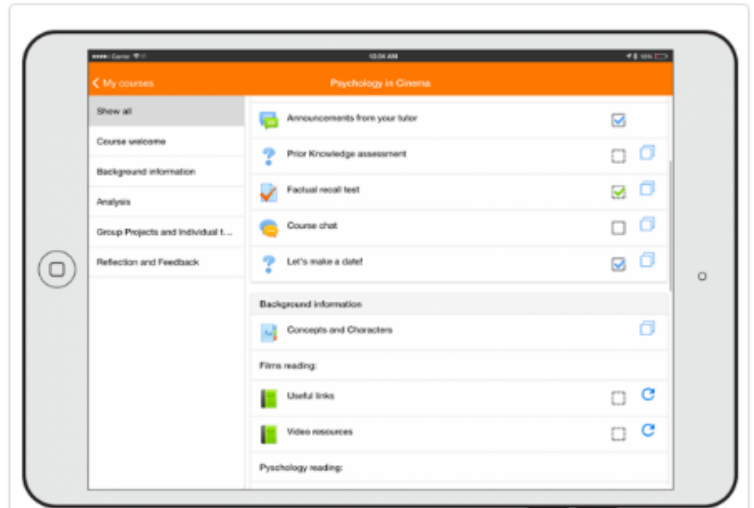 Carrier
10:04 AM
My courses
Psychology in Cinema
Show all
Course welcome
Background information
Analysis
Group Projects and Individual t...
Reflection and Feedback
Announcements from your tutor
Prior Knowledge assessment
Factual recall test
Course chat
Let's make a date!
Background information
Concepts and Characters
Films reading:
Useful links
Video resources
Pyschology reading: